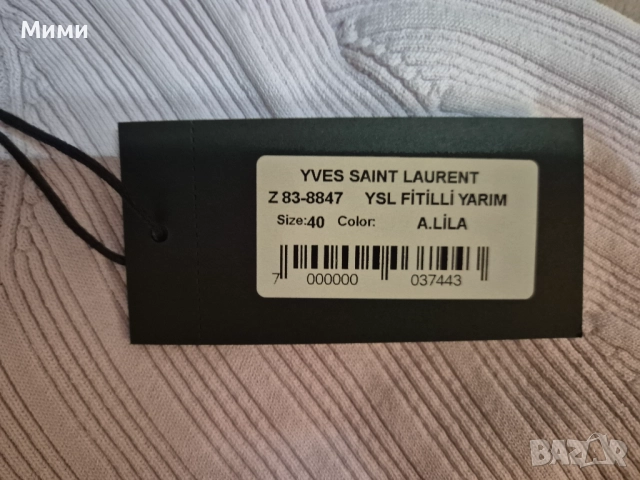 Мими
YVES SAINT LAURENT
Z 83-8847 YSL FİTİLLİ YARIM
Size:40 Color: A.LİLA
7 000000 037443
BAZAR